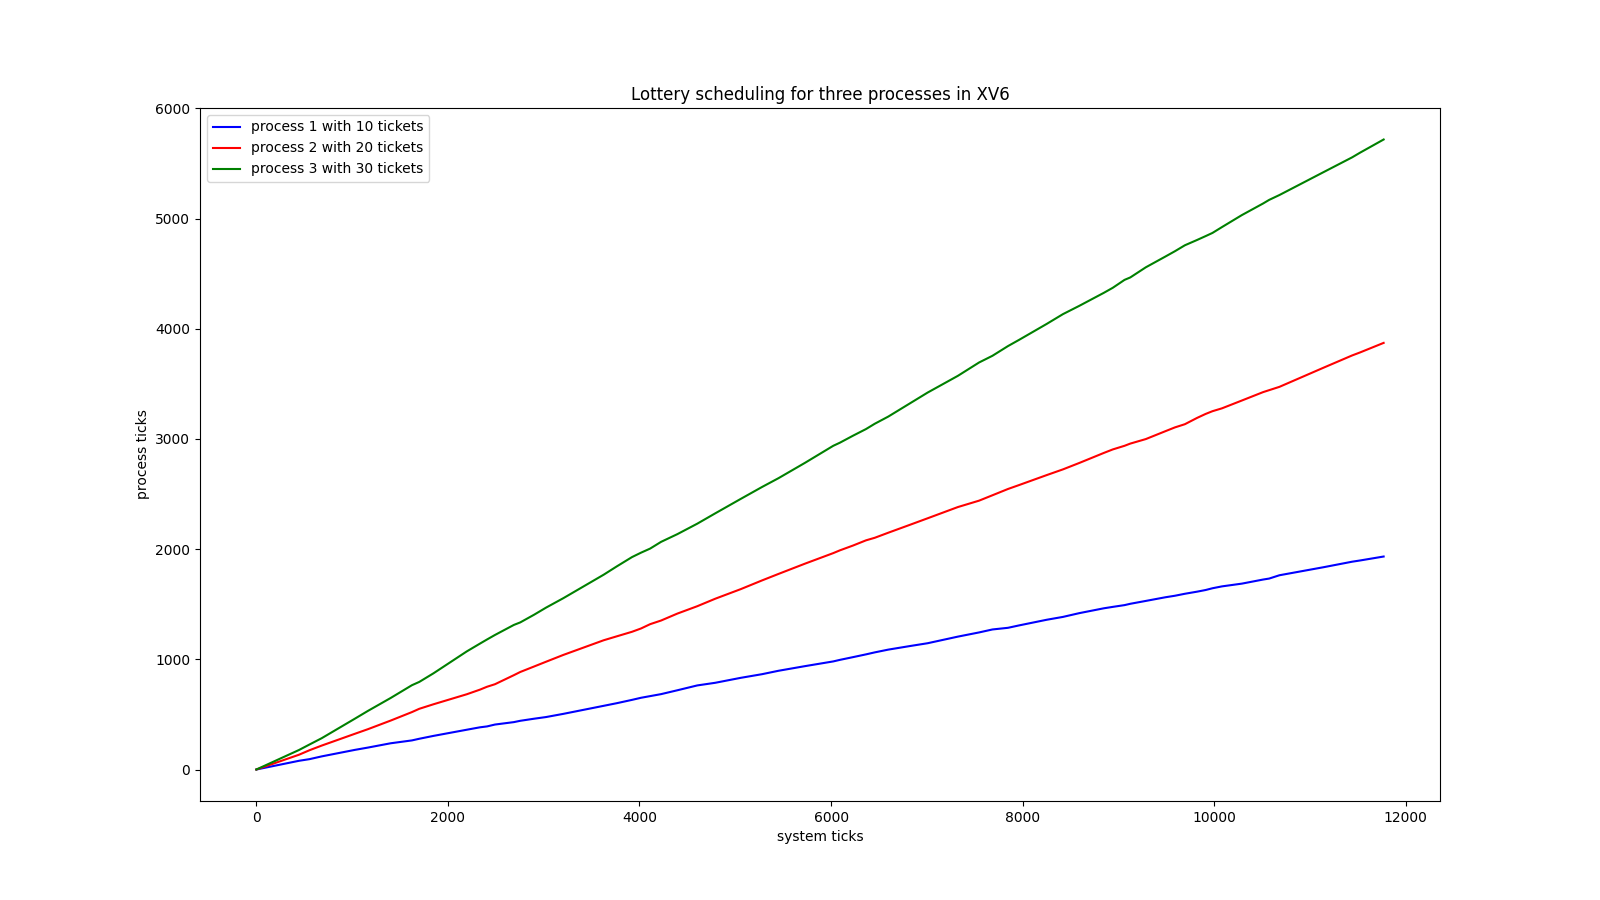 Lottery scheduling for three processes in XV6
process 1 with 10 tickets
process 2 with 20 tickets
process 3 with 30 tickets
process ticks
6000
5000
4000
3000
2000
1000
0
0 2000 4000 6000 8000 10000 12000
system ticks